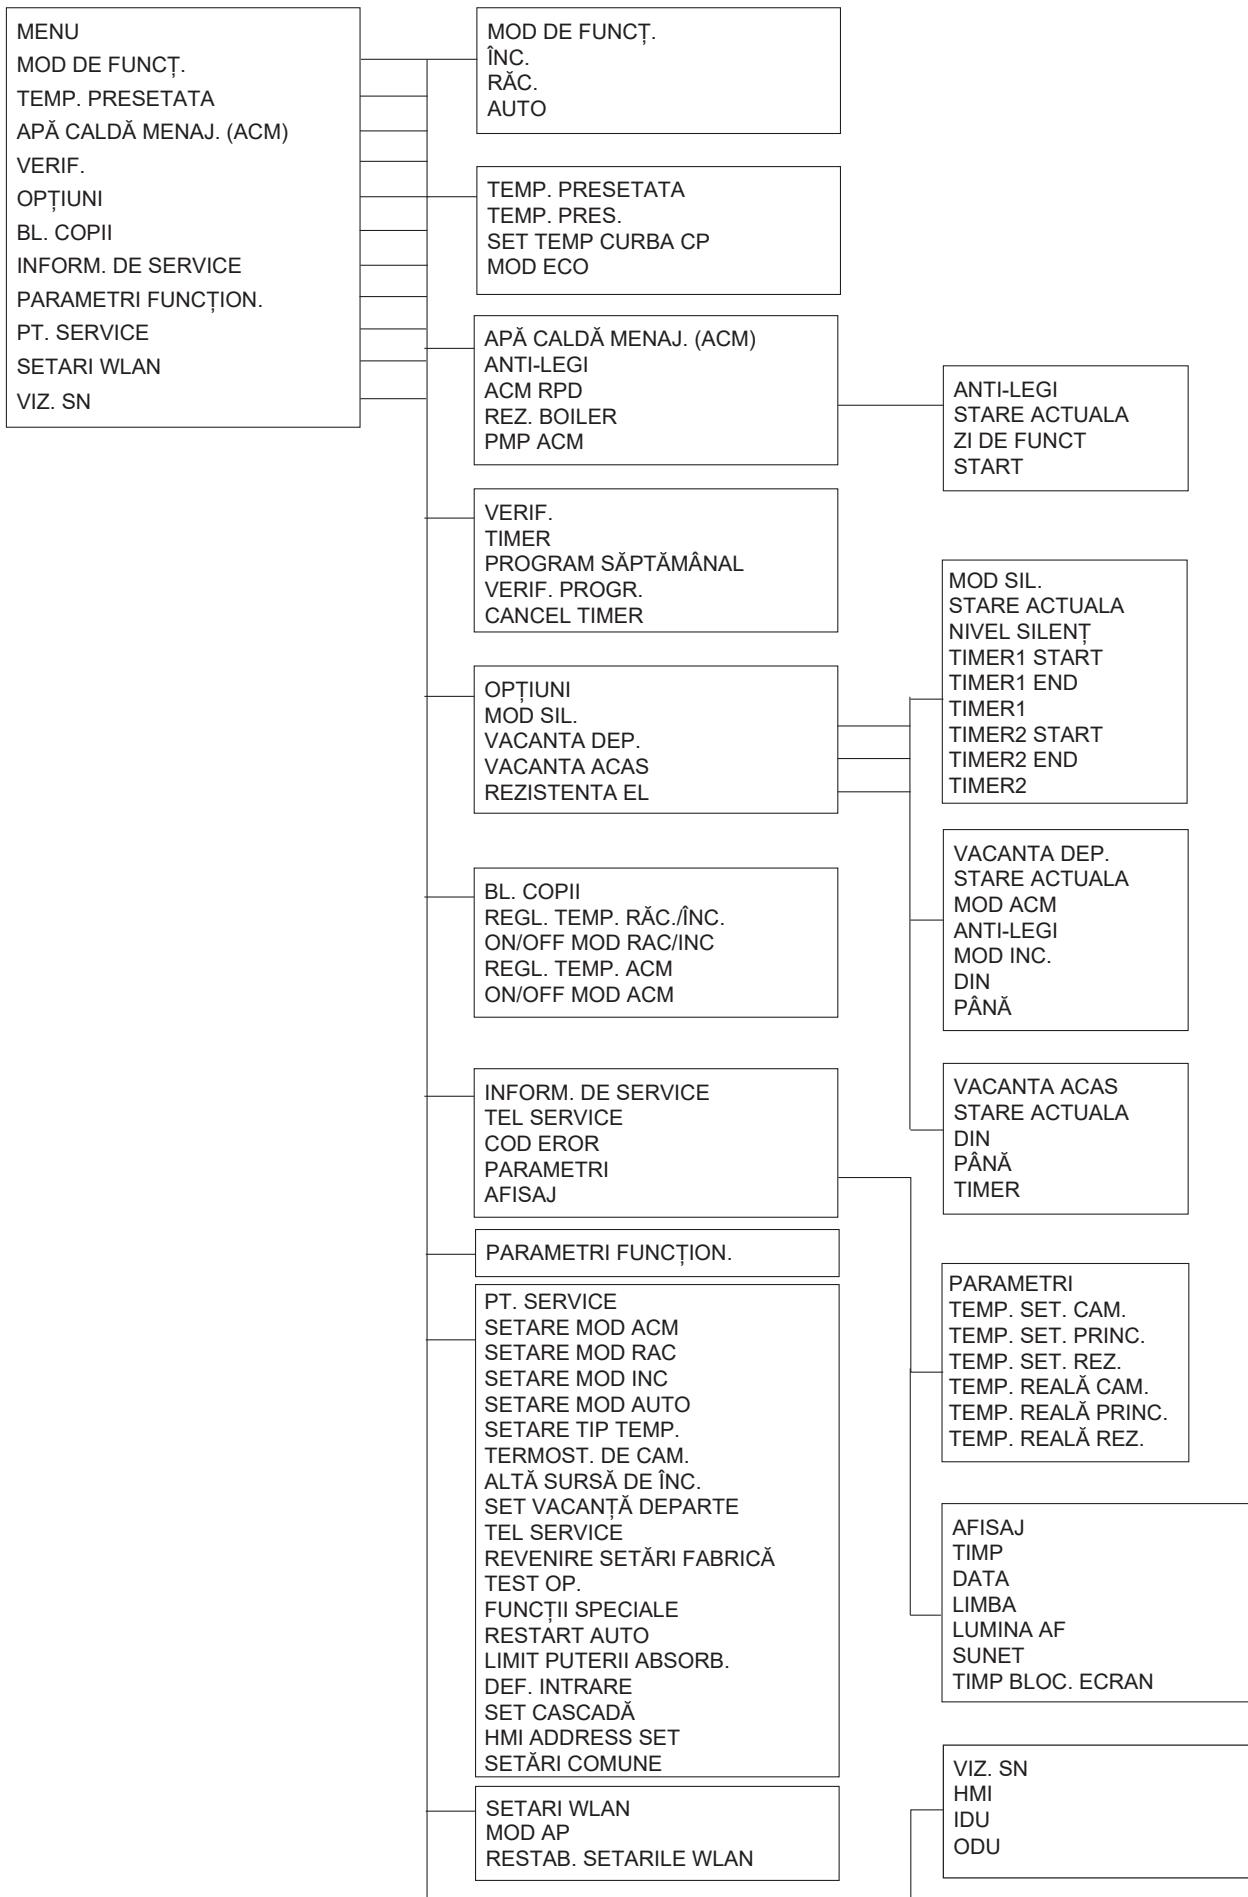 MENU
MOD DE FUNCȚ.
TEMP. PRESETATA
APĂ CALDĂ MENAJ. (ACM)
VERIF.
OPȚIUNI
BL. COPII
INFORM. DE SERVICE
PARAMETRI FUNCȚION.
PT. SERVICE
SETARI WLAN
VIZ. SN
MOD DE FUNCȚ.
ÎNC.
RĂC.
AUTO
TEMP. PRESETATA
TEMP. PRES.
SET TEMP CURBA CP
MOD ECO
APĂ CALDĂ MENAJ. (ACM)
ANTI-LEGI
ACM RPD
REZ. BOILER
PMP ACM
ANTI-LEGI
STARE ACTUALA
ZI DE FUNCT
START
VERIF.
TIMER
PROGRAM SĂPTĂMÂNAL
VERIF. PROGR.
CANCEL TIMER
OPȚIUNI
MOD SIL.
VACANTA DEP.
VACANTA ACAS
REZISTENTA EL
MOD SIL.
STARE ACTUALA
NIVEL SILENȚ
TIMER1 START
TIMER1 END
TIMER1
TIMER2 START
TIMER2 END
TIMER2
VACANTA DEP.
STARE ACTUALA
MOD ACM
ANTI-LEGI
MOD INC.
DIN
PÂNĂ
VACANTA ACAS
STARE ACTUALA
DIN
PÂNĂ
TIMER
BL. COPII
REGL. TEMP. RĂC./ÎNC.
ON/OFF MOD RAC/INC
REGL. TEMP. ACM
ON/OFF MOD ACM
INFORM. DE SERVICE
TEL SERVICE
COD EROR
PARAMETRI
AFISAJ
PARAMETRI
TEMP. SET. CAM.
TEMP. SET. PRINC.
TEMP. SET. REZ.
TEMP. REALĂ CAM.
TEMP. REALĂ PRINC.
TEMP. REALĂ REZ.
AFISAJ
TIMP
DATA
LIMBA
LUMINA AF
SUNET
TIMP BLOC. ECRAN
PARAMETRI FUNCȚION.
PT. SERVICE
SETARE MOD ACM
SETARE MOD RAC
SETARE MOD INC
SETARE MOD AUTO
SETARE TIP TEMP.
TERMOST. DE CAM.
ALTĂ SURSĂ DE ÎNC.
SET VACANȚĂ DEPARTE
TEL SERVICE
REVENIRE SETĂRI FABRICĂ
TEST OP.
FUNCȚII SPECIALE
RESTART AUTO
LIMIT PUTERII ABSORB.
DEF. INTRARE
SET CASCADĂ
HMI ADDRESS SET
SETĂRI COMUNE
SETARI WLAN
MOD AP
RESTAB. SETARILE WLAN
VIZ. SN
HMI
IDU
ODU